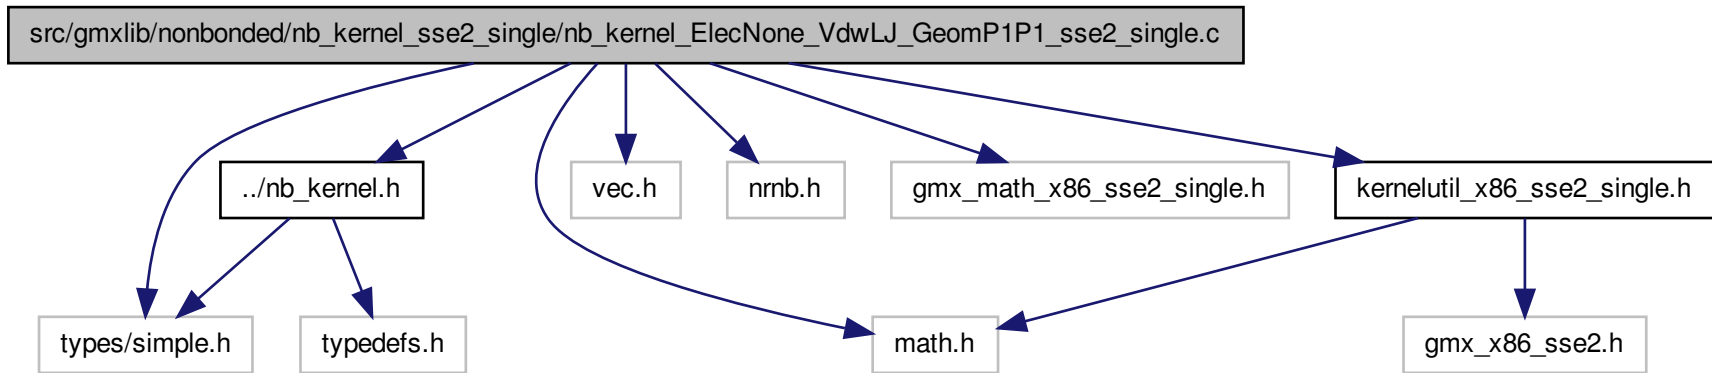 src/gmxlib/nonbonded/nb_kernel_sse2_single/nb_kernel_ElecNone_VdwLJ_GeomP1P1_sse2_single.c
../nb_kernel.h
vec.h
nrnb.h
gmx_math_x86_sse2_single.h
kernelutil_x86_sse2_single.h
types/simple.h
typedefs.h
math.h
gmx_x86_sse2.h